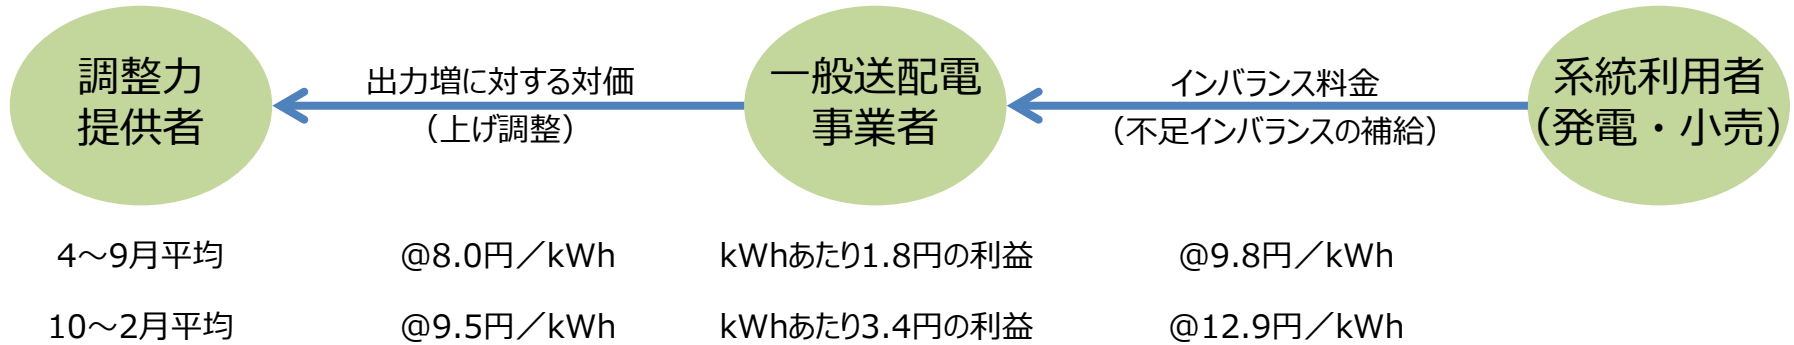 調整力
提供者
出力増に対する対価
（上げ調整）
一般送配電
事業者
インバランス料金
（不足インバランスの補給）
系統利用者
（発電・小売）
4～9月平均 @8.0円／kWh kWhあたり1.8円の利益 @9.8円／kWh
10～2月平均 @9.5円／kWh kWhあたり3.4円の利益 @12.9円／kWh